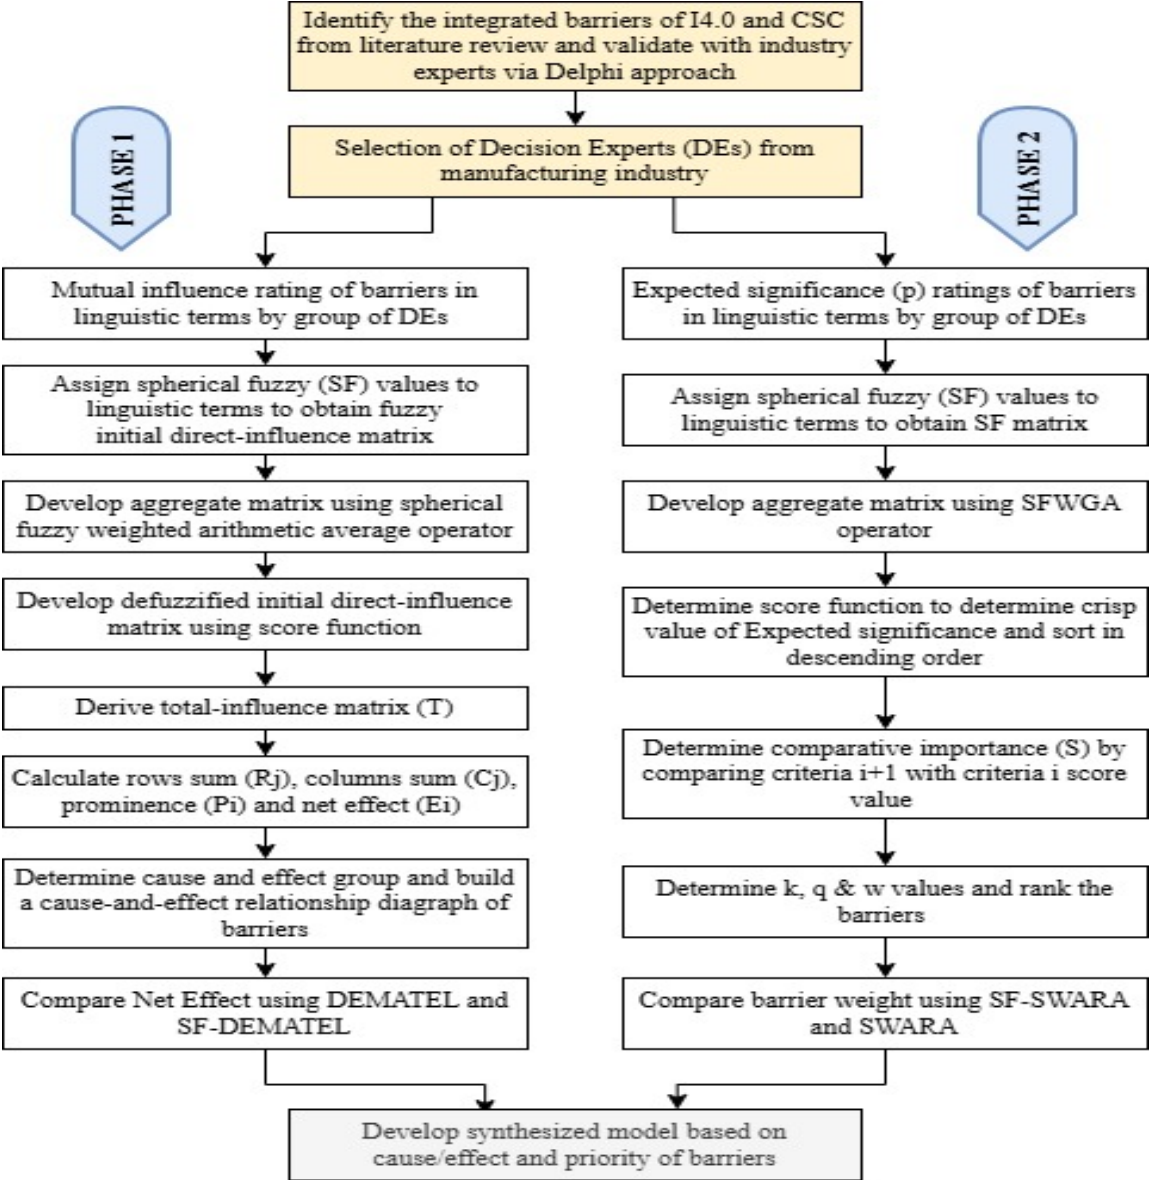 Identify the integrated barriers of I4.0 and CSC
from literature review and validate with industry
experts via Delphi approach
Selection of Decision Experts (DEs) from
manufacturing industry
PHASE 1
Mutual influence rating of barriers in
linguistic terms by group of DEs
Assign spherical fuzzy (SF) values to
linguistic terms to obtain fuzzy
initial direct-influence matrix
Develop aggregate matrix using spherical
fuzzy weighted arithmetic average operator
Develop defuzzified initial direct-influence
matrix using score function
Derive total-influence matrix (T)
Calculate rows sum (Rj), columns sum (Cj),
prominence (Pi) and net effect (Ei)
Determine cause and effect group and build
a cause-and-effect relationship diagraph of
barriers
Compare Net Effect using DEMATEL and
SF-DEMATEL
PHASE 2
Expected significance (p) ratings of barriers
in linguistic terms by group of DEs
Assign spherical fuzzy (SF) values to
linguistic terms to obtain SF matrix
Develop aggregate matrix using SFWGA
operator
Determine score function to determine crisp
value of Expected significance and sort in
descending order
Determine comparative importance (S) by
comparing criteria i+1 with criteria i score
value
Determine k, q & w values and rank the
barriers
Compare barrier weight using SF-SWARA
and SWARA
Develop synthesized model based on
cause/effect and priority of barriers